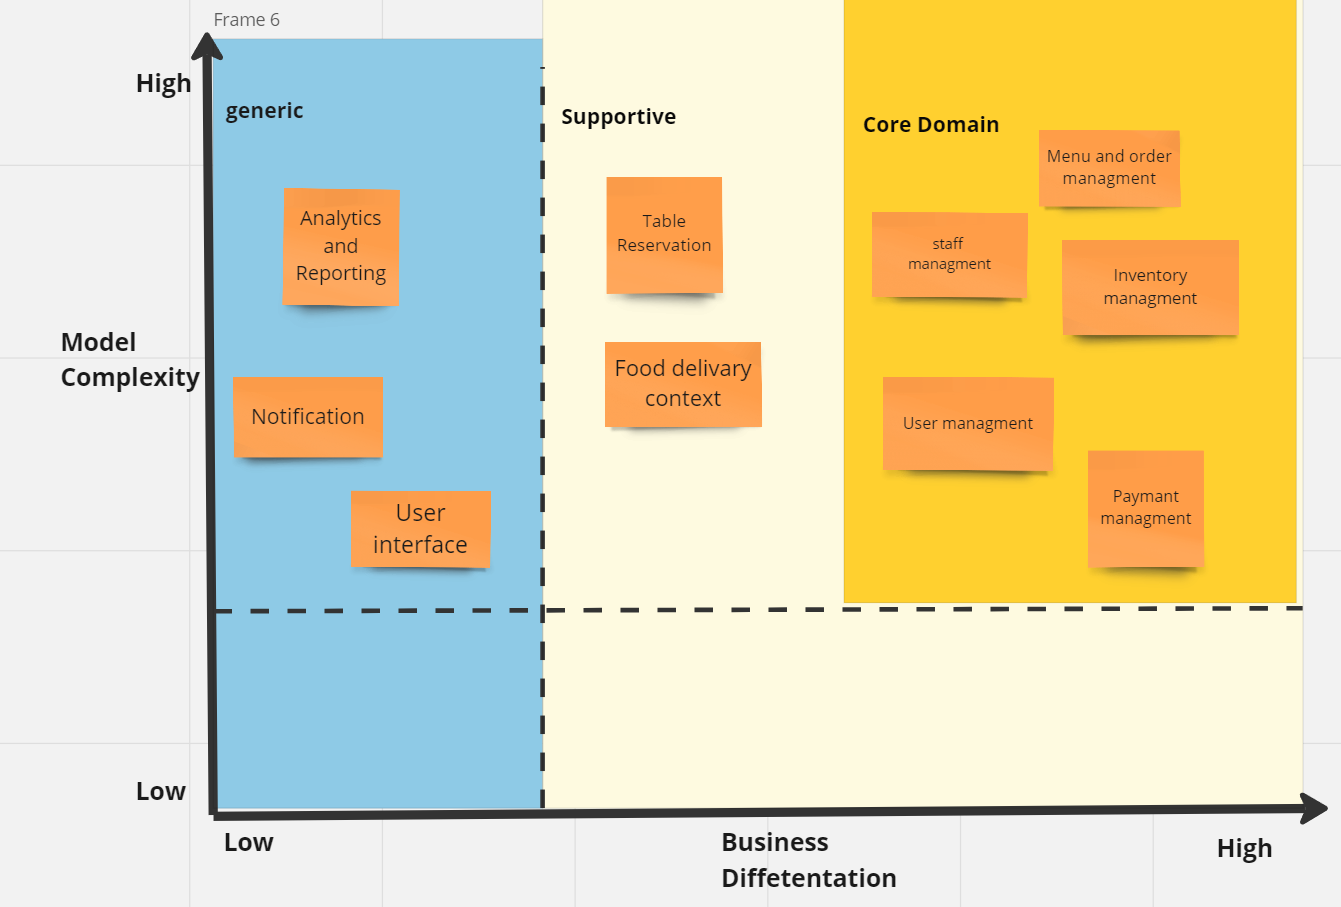 Frame 6
High
generic
Supportive
Core Domain
Menu and order
managment
Analytics
and
Reporting
Table
Reservation
staff
managment
Inventory
managment
Model
Complexity
Food delivary
context
Notification
User managment
User
interface
Paymant
managment
Low
Low
Business
Diffetentation
High